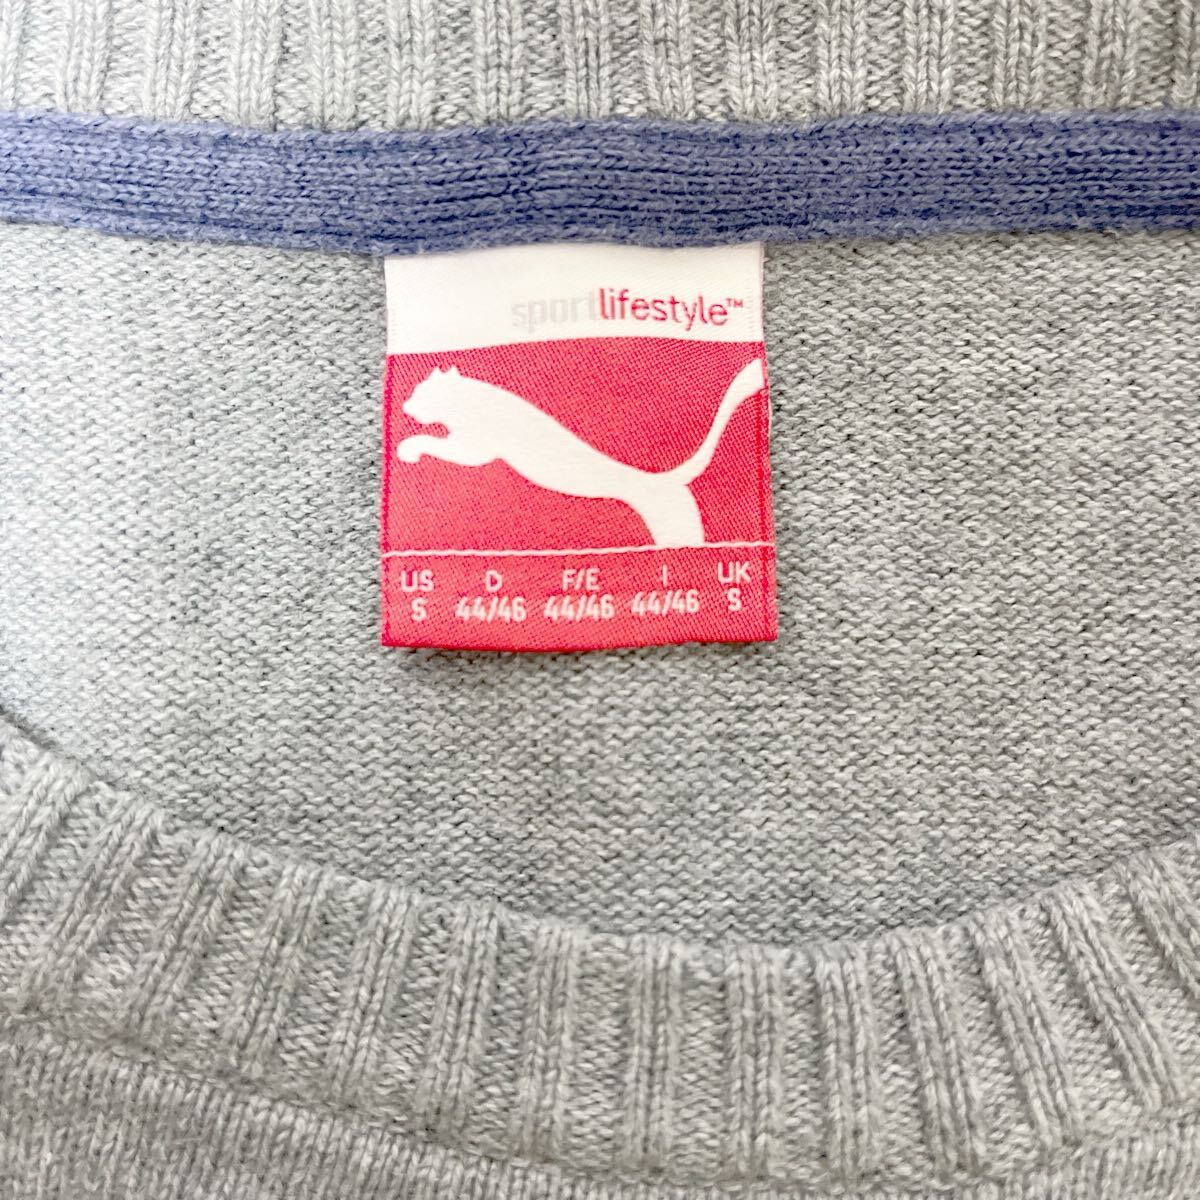 sportlifestyle™
US D F/E I UK
S 44/46 44/46 44/46 S